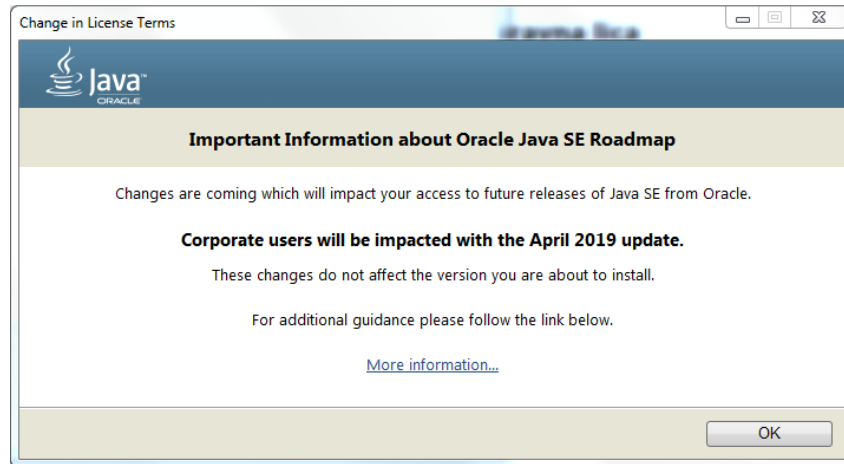 Change in License Terms
Java™
ORACLE
Important Information about Oracle Java SE Roadmap
Changes are coming which will impact your access to future releases of Java SE from Oracle.
Corporate users will be impacted with the April 2019 update.
These changes do not affect the version you are about to install.
For additional guidance please follow the link below.
More information...
OK